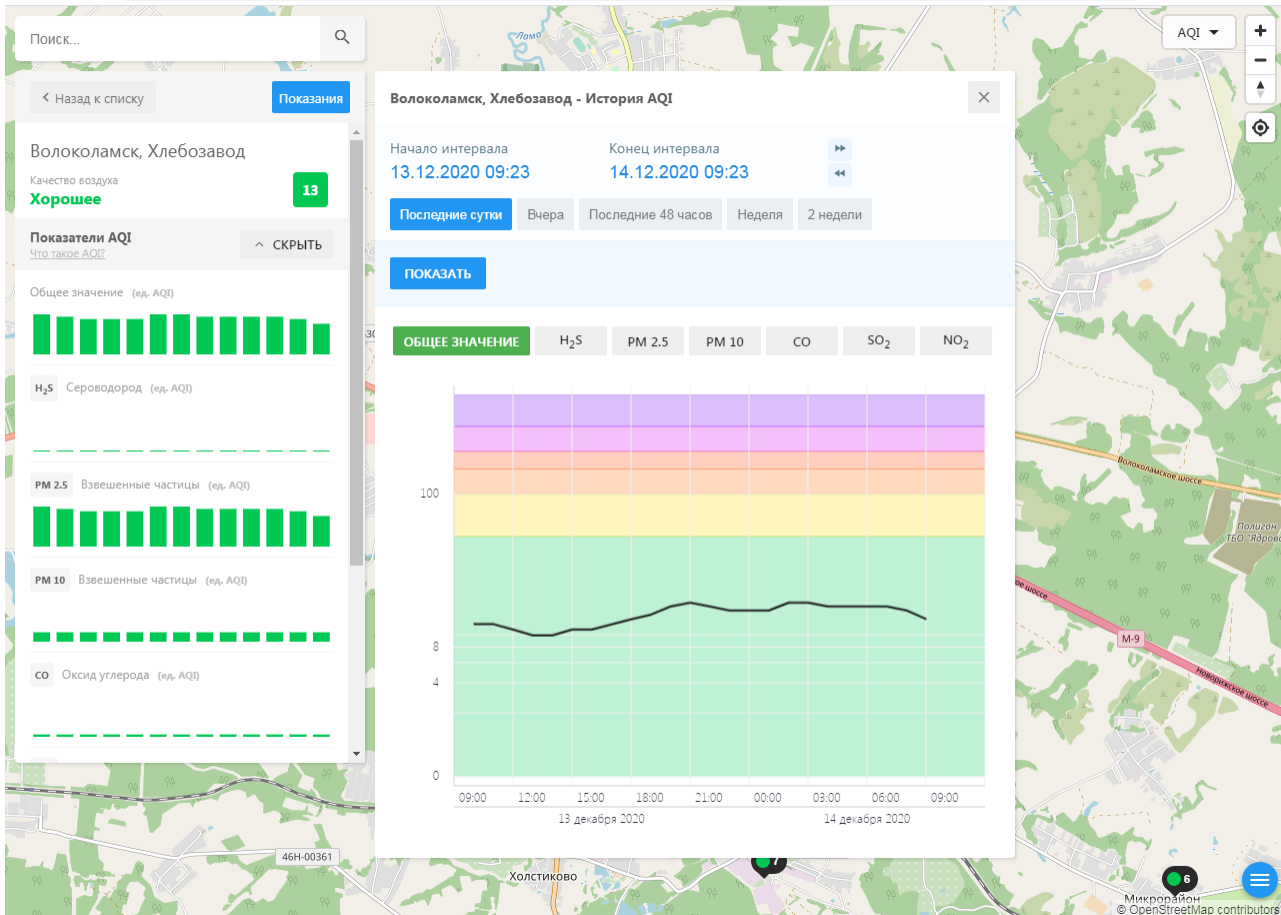 Поиск...
AQI
Ломо
Назад к списку
Показания
Волоколамск, Хлебозавод
Качество воздуха
Хорошее
13
Показатели AQI
Что такое AQI?
СКРЫТЬ
Общее значение (ед. AQI)
H2S Сероводород (ед. AQI)
PM 2.5 Взвешенные частицы (ед. AQI)
PM 10 Взвешенные частицы (ед. AQI)
CO Оксид углерода (ед. AQI)
Волоколамск, Хлебозавод - История AQI
Начало интервала
13.12.2020 09:23
Конец интервала
14.12.2020 09:23
Последние сутки
Вчера
Последние 48 часов
Неделя
2 недели
ПОКАЗАТЬ
ОБЩЕЕ ЗНАЧЕНИЕ
H2S
PM 2.5
PM 10
CO
SO2
NO2
100
8
4
0
09:00 12:00 15:00 18:00 21:00 00:00 03:00 06:00 09:00
13 декабря 2020 14 декабря 2020
Волоколамское шоссе
Полигон
ТБО "Ядрово
М-9
Новорижское шоссе
46Н-00361
Холстиково
7
6
Микрорайон
© OpenStreetMap contributors